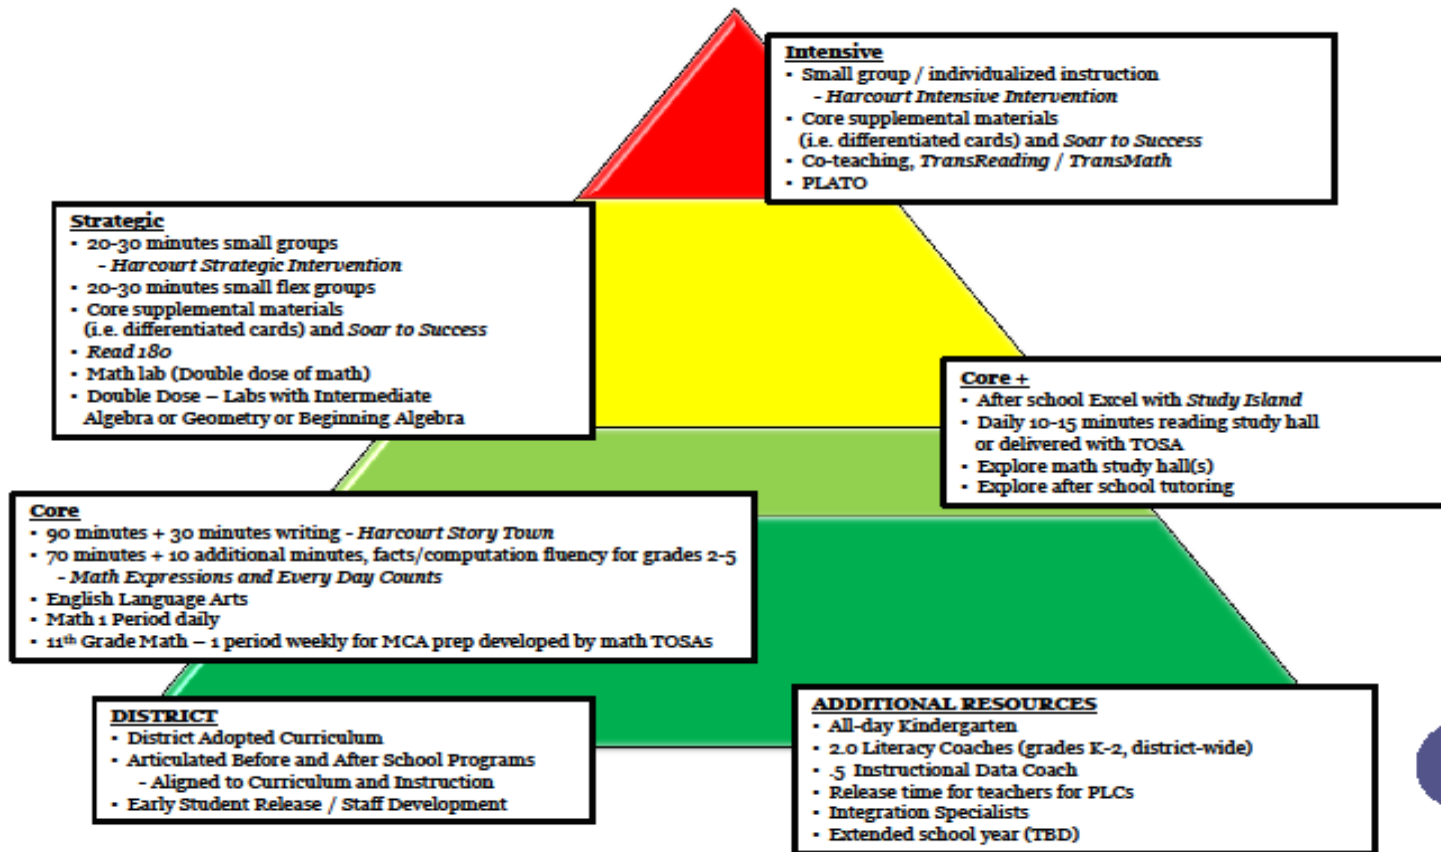 Intensive
• Small group / individualized instruction
- Harcourt Intensive Intervention
• Core supplemental materials
(i.e. differentiated cards) and Soar to Success
• Co-teaching, TransReading / TransMath
• PLATO
Strategic
• 20-30 minutes small groups
- Harcourt Strategic Intervention
• 20-30 minutes small flex groups
• Core supplemental materials
(i.e. differentiated cards) and Soar to Success
• Read 180
• Math lab (Double dose of math)
• Double Dose – Labs with Intermediate
Algebra or Geometry or Beginning Algebra
Core +
• After school Excel with Study Island
• Daily 10-15 minutes reading study hall
or delivered with TOSA
• Explore math study hall(s)
• Explore after school tutoring
Core
• 90 minutes + 30 minutes writing - Harcourt Story Town
• 70 minutes + 10 additional minutes, facts/computation fluency for grades 2-5
- Math Expressions and Every Day Counts
• English Language Arts
• Math 1 Period daily
• 11th Grade Math – 1 period weekly for MCA prep developed by math TOSAs
DISTRICT
• District Adopted Curriculum
• Articulated Before and After School Programs
- Aligned to Curriculum and Instruction
• Early Student Release / Staff Development
ADDITIONAL RESOURCES
• All-day Kindergarten
• 2.0 Literacy Coaches (grades K-2, district-wide)
• .5 Instructional Data Coach
• Release time for teachers for PLCs
• Integration Specialists
• Extended school year (TBD)